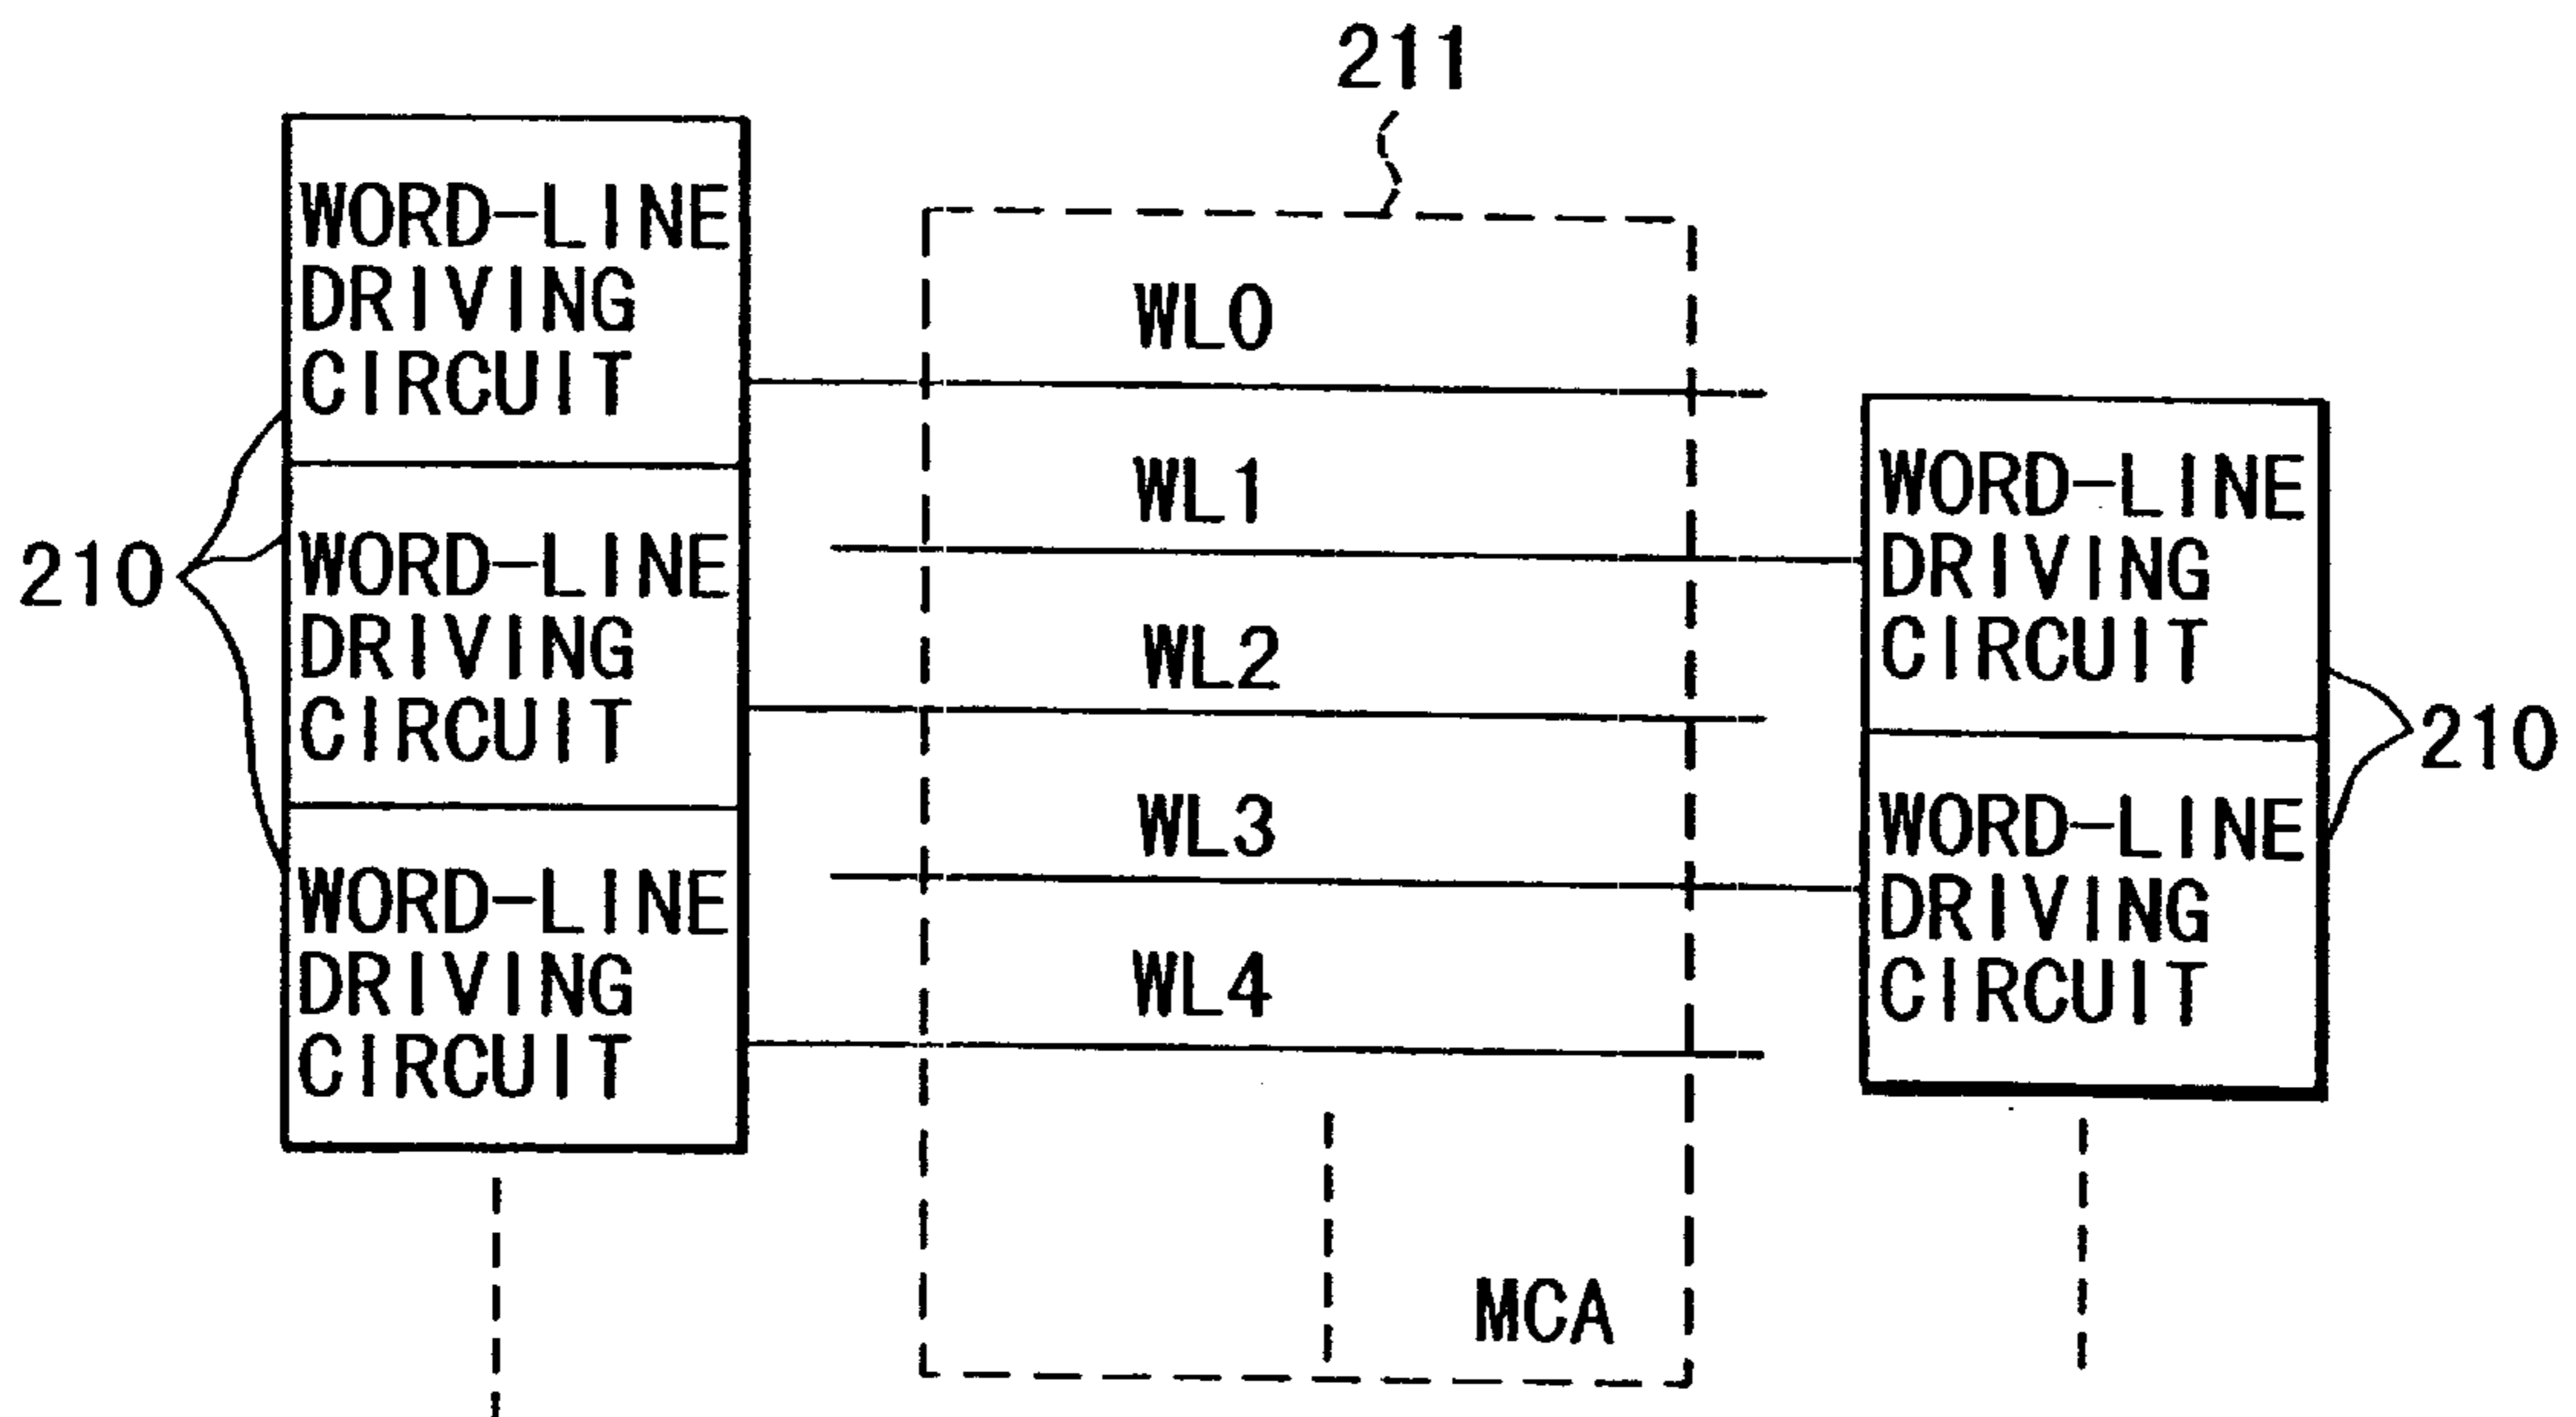 211
WORD-LINE
DRIVING
CIRCUIT
WORD-LINE
DRIVING
CIRCUIT
WORD-LINE
DRIVING
CIRCUIT
210
WL0
WL1
WL2
WL3
WL4
MCA
WORD-LINE
DRIVING
CIRCUIT
WORD-LINE
DRIVING
CIRCUIT
210